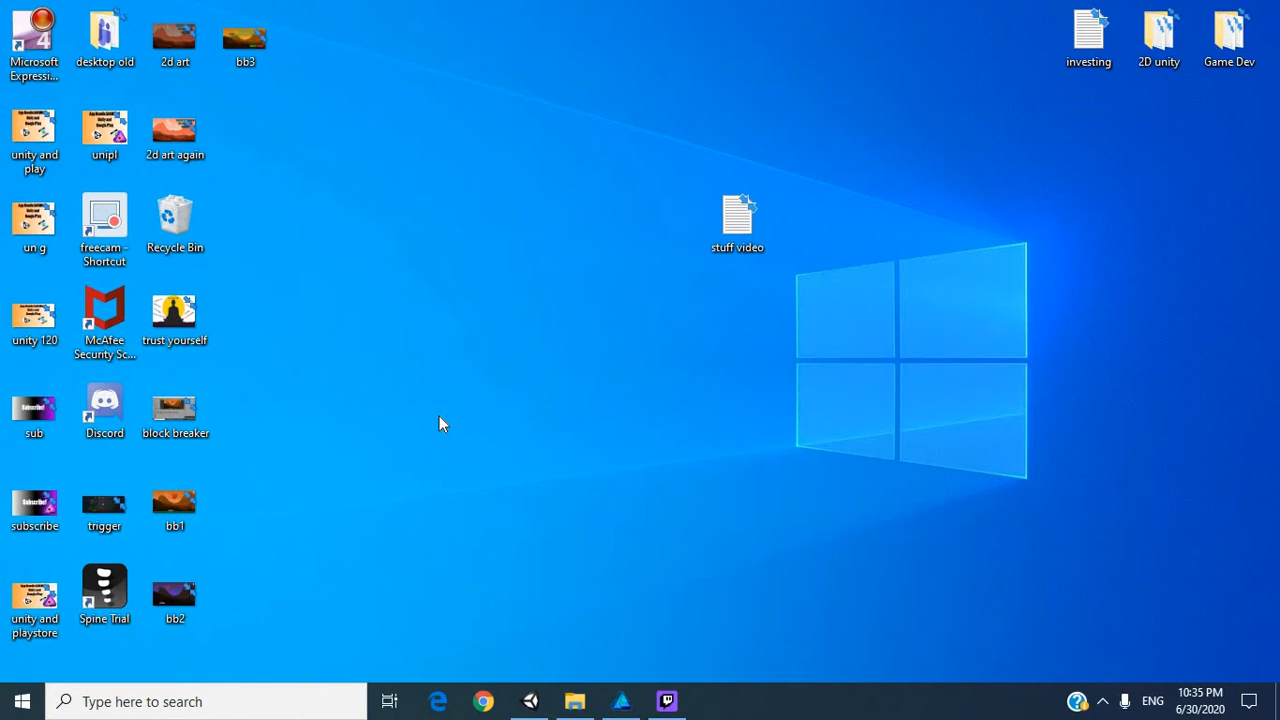 Microsoft
Expressi...
desktop old
2d art
bb3
investing
2D unity
Game Dev
unity and
play
unipl
2d art again
un g
freecam -
Shortcut
Recycle Bin
stuff video
unity 120
McAfee
Security Sc...
trust yourself
sub
Discord
block breaker
subscribe
trigger
bb1
unity and
playstore
Spine Trial
bb2
Type here to search
ENG
10:35 PM
6/30/2020